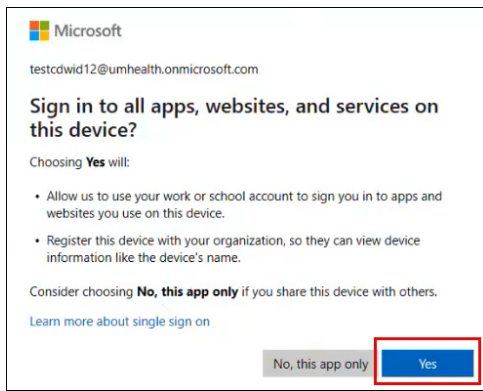 Microsoft
testcdwid12@umhealth.onmicrosoft.com
Sign in to all apps, websites, and services on
this device?
Choosing Yes will:
• Allow us to use your work or school account to sign you in to apps and
websites you use on this device.
• Register this device with your organization, so they can view device
information like the device's name.
Consider choosing No, this app only if you share this device with others.
Learn more about single sign on
No, this app only
Yes